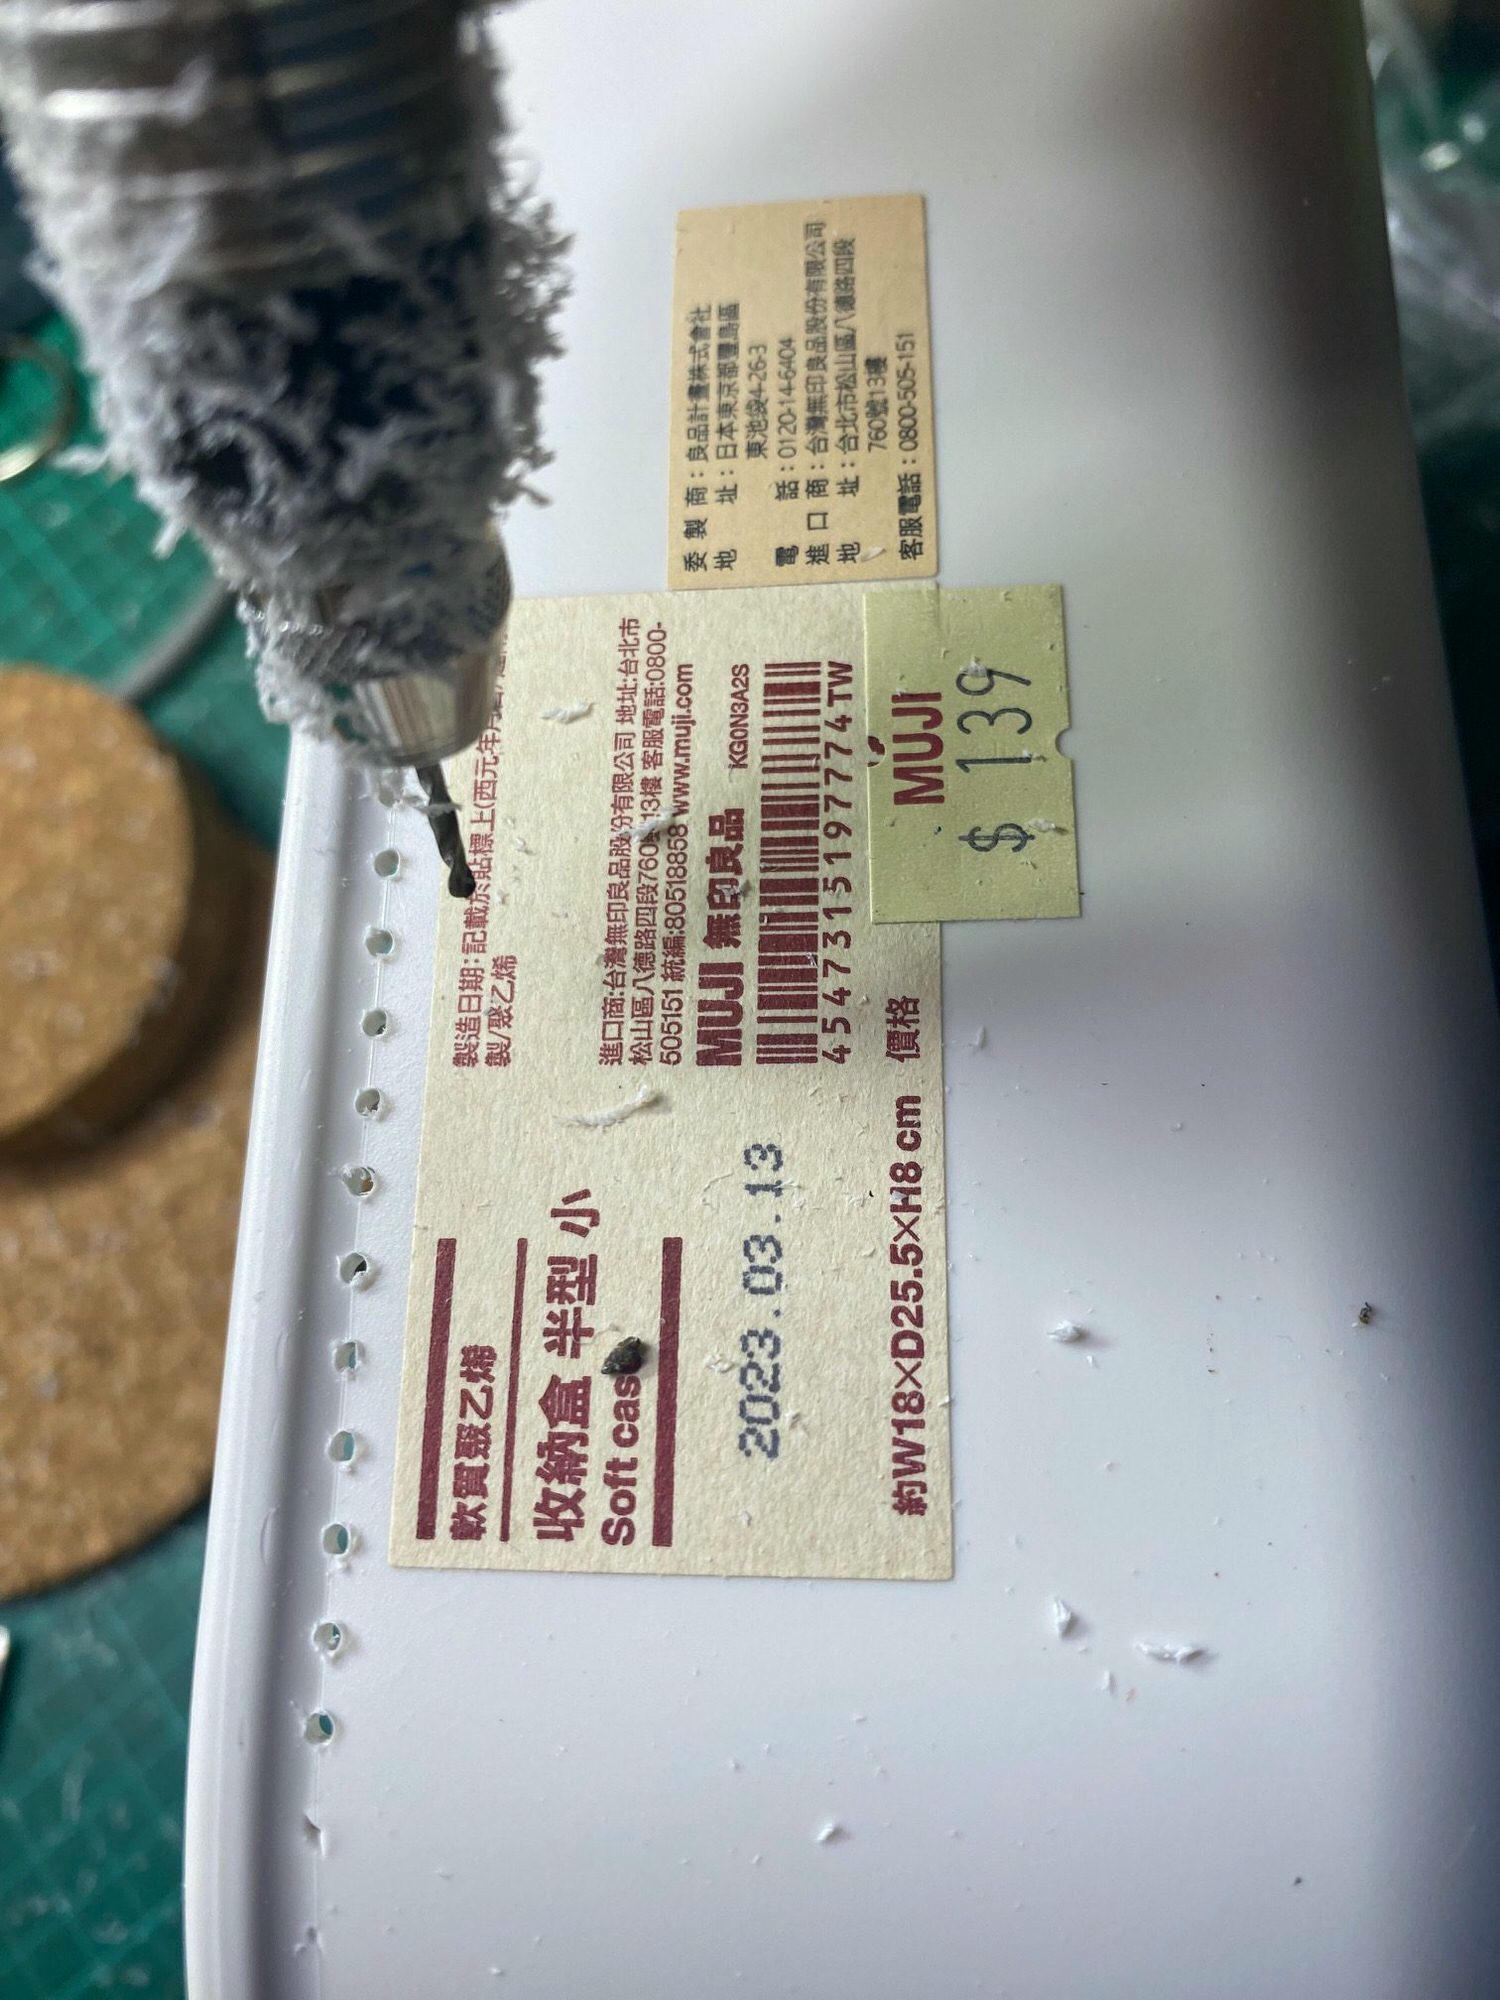 軟質聚乙烯
收納盒 半型 小
Soft cas
2023.03.13
約W18×D25.5×H8 cm
製造日期:記載於貼標上(西元年
製/聚乙烯
進口商:台灣無印良品股份有限公司 地址:台北市
松山區八德路四段760號13樓 客服電話:0800-
505151 統編:80518858 www.muji.com
MUJI 無印良品
KG0N3A2S
4547315197774TW
價格
MUJI
$ 139
委製商:良品計畫株式會社
地址:日本東京都豐島區
東池袋4-26-3
電話:0120-14-6404
進口商:台灣無印良品股份有限公司
地址:台北市松山區八德路四段
760號13樓
客服電話:0800-505-151